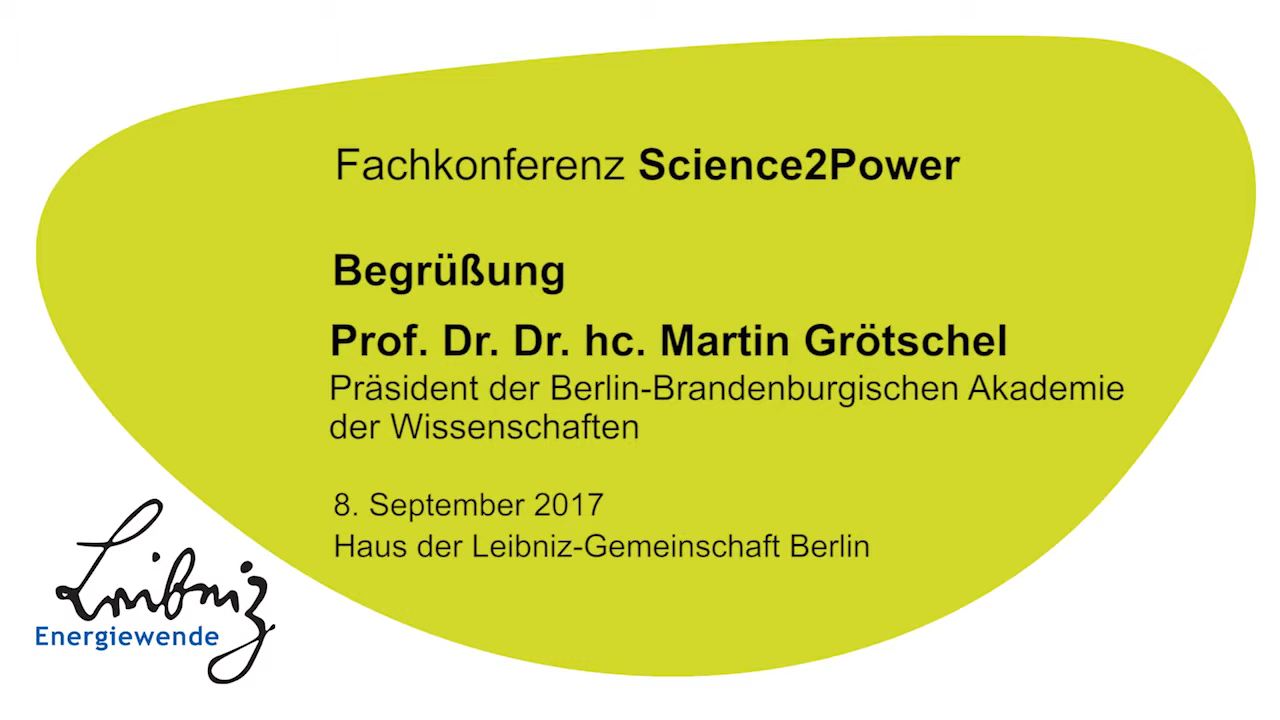 Fachkonferenz Science2Power
Begrüßung
Prof. Dr. Dr. hc. Martin Grötschel
Präsident der Berlin-Brandenburgischen Akademie
der Wissenschaften
8. September 2017
Haus der Leibniz-Gemeinschaft Berlin
Leibniz
Energiewende